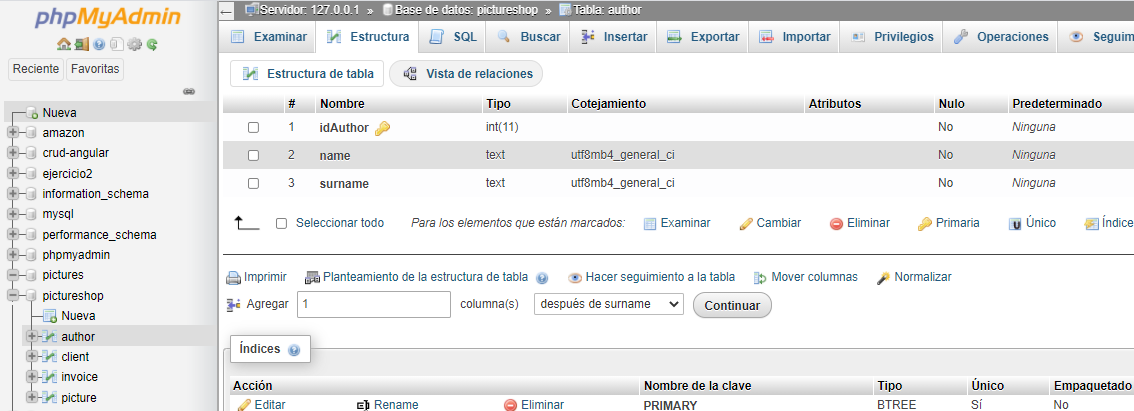 phpMyAdmin
Reciente Favoritas
Nueva
amazon
crud-angular
ejercicio2
information_schema
mysql
performance_schema
phpmyadmin
pictures
pictureshop
Nueva
author
client
invoice
picture
Servidor: 127.0.0.1 » Base de datos: pictureshop » Tabla: author
Examinar Estructura SQL Buscar Insertar Exportar Importar Privilegios Operaciones Seguim
Estructura de tabla Vista de relaciones
# Nombre Tipo Cotejamiento Atributos Nulo Predeterminado
1 idAuthor int(11) No Ninguna
2 name text utf8mb4_general_ci No Ninguna
3 surname text utf8mb4_general_ci No Ninguna
Seleccionar todo Para los elementos que están marcados: Examinar Cambiar Eliminar Primaria Único Índice
Imprimir Planteamiento de la estructura de tabla Hacer seguimiento a la tabla Mover columnas Normalizar
Agregar 1 columna(s) después de surname Continuar
Índices
Acción Nombre de la clave Tipo Único Empaquetado
Editar Rename Eliminar PRIMARY BTREE Sí No